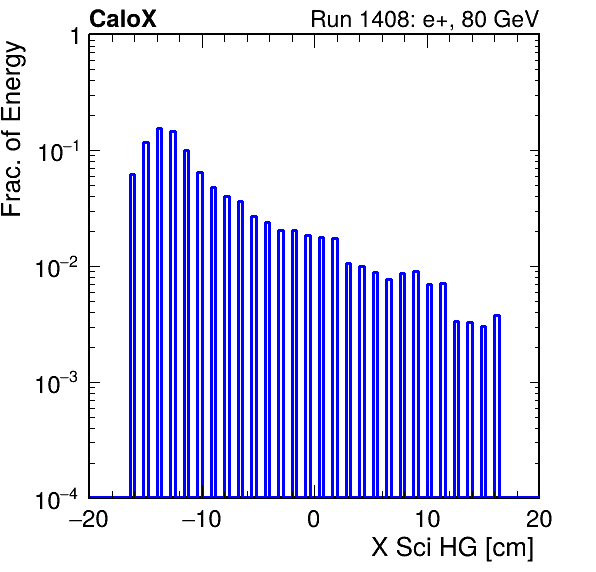 CaloX Run 1408: e+, 80 GeV
Frac. of Energy
1
10⁻¹
10⁻²
10⁻³
10⁻⁴
−20 −10 0 10 20
X Sci HG [cm]